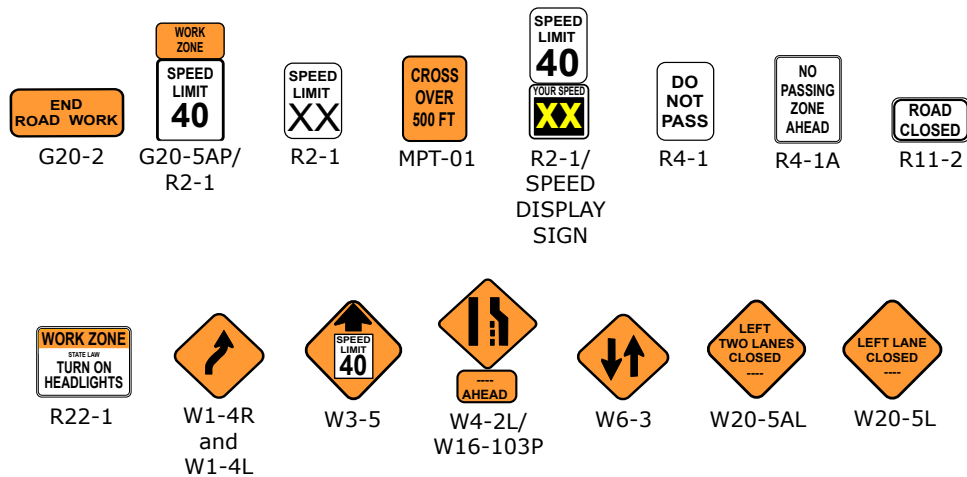 END
ROAD WORK
G20-2
WORK
ZONE
SPEED
LIMIT
40
G20-5AP/
R2-1
SPEED
LIMIT
XX
R2-1
CROSS
OVER
500 FT
MPT-01
SPEED
LIMIT
40
YOUR SPEED
XX
R2-1/
SPEED
DISPLAY
SIGN
DO
NOT
PASS
R4-1
NO
PASSING
ZONE
AHEAD
R4-1A
ROAD
CLOSED
R11-2
WORK ZONE
STATE LAW
TURN ON
HEADLIGHTS
R22-1
W1-4R
and
W1-4L
SPEED
LIMIT
40
W3-5
----
AHEAD
W4-2L/
W16-103P
W6-3
LEFT
TWO LANES
CLOSED
----
W20-5AL
LEFT LANE
CLOSED
----
W20-5L